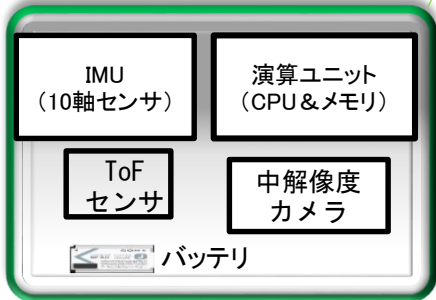 IMU
（10軸センサ）
演算ユニット
（CPU＆メモリ）
ToF
センサ
中解像度
カメラ
バッテリ